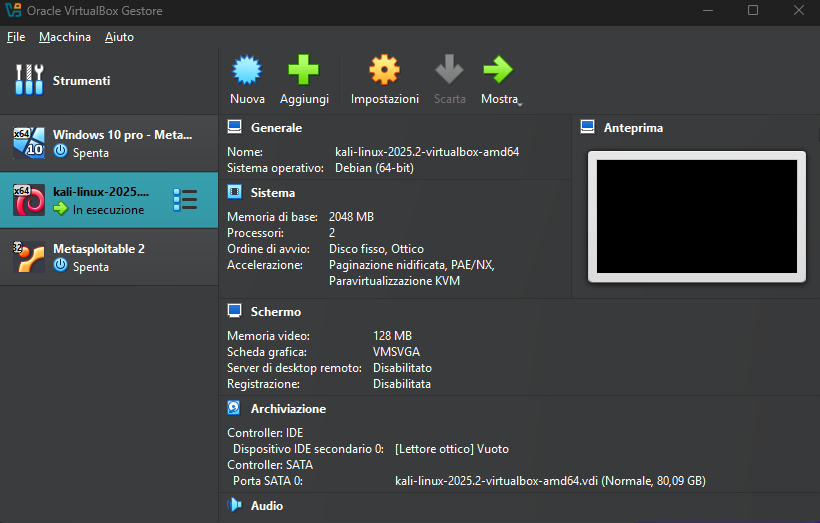 Oracle VirtualBox Gestore
File Macchina Aiuto
Strumenti
Nuova Aggiungi Impostazioni Scarta Mostra
x64 10 Windows 10 pro - Meta...
Spenta
x64 kali-linux-2025....
In esecuzione
32 Metasploitable 2
Spenta
Generale
Nome: kali-linux-2025.2-virtualbox-amd64
Sistema operativo: Debian (64-bit)
Anteprima
Sistema
Memoria di base: 2048 MB
Processori: 2
Ordine di avvio: Disco fisso, Ottico
Accelerazione: Paginazione nidificata, PAE/NX,
Paravirtualizzazione KVM
Schermo
Memoria video: 128 MB
Scheda grafica: VMSVGA
Server di desktop remoto: Disabilitato
Registrazione: Disabilitata
Archiviazione
Controller: IDE
Dispositivo IDE secondario 0: [Lettore ottico] Vuoto
Controller: SATA
Porta SATA 0: kali-linux-2025.2-virtualbox-amd64.vdi (Normale, 80,09 GB)
Audio